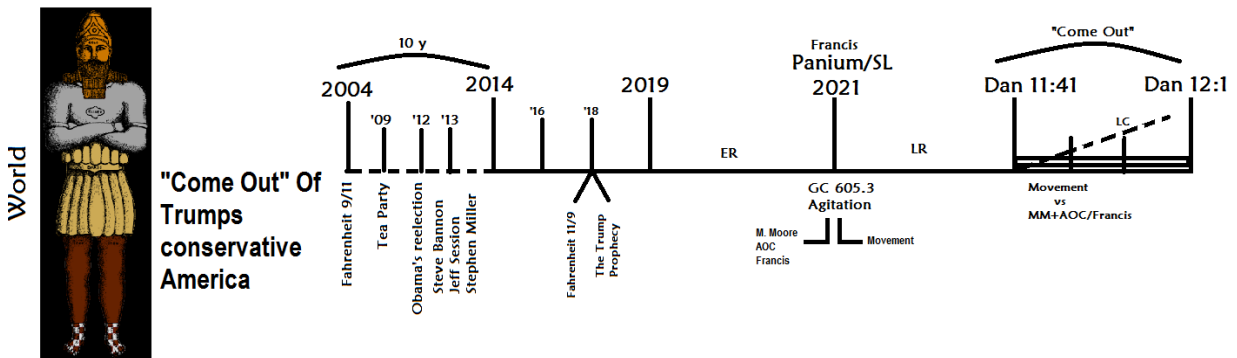 World
"Come Out" Of
Trumps
conservative
America
10 y
2004
2014
'09
'12
'13
'16
'18
2019
Francis
Panium/SL
2021
"Come Out"
Dan 11:41
Dan 12:1
LC
ER
LR
Fahrenheit 9/11
Tea Party
Obama's reelection
Steve Bannon
Jeff Session
Stephen Miller
Fahrenheit 11/9
The Trump
Prophecy
GC 605.3
Agitation
M. Moore
AOC
Francis
Movement
Movement
vs
MM+AOC/Francis